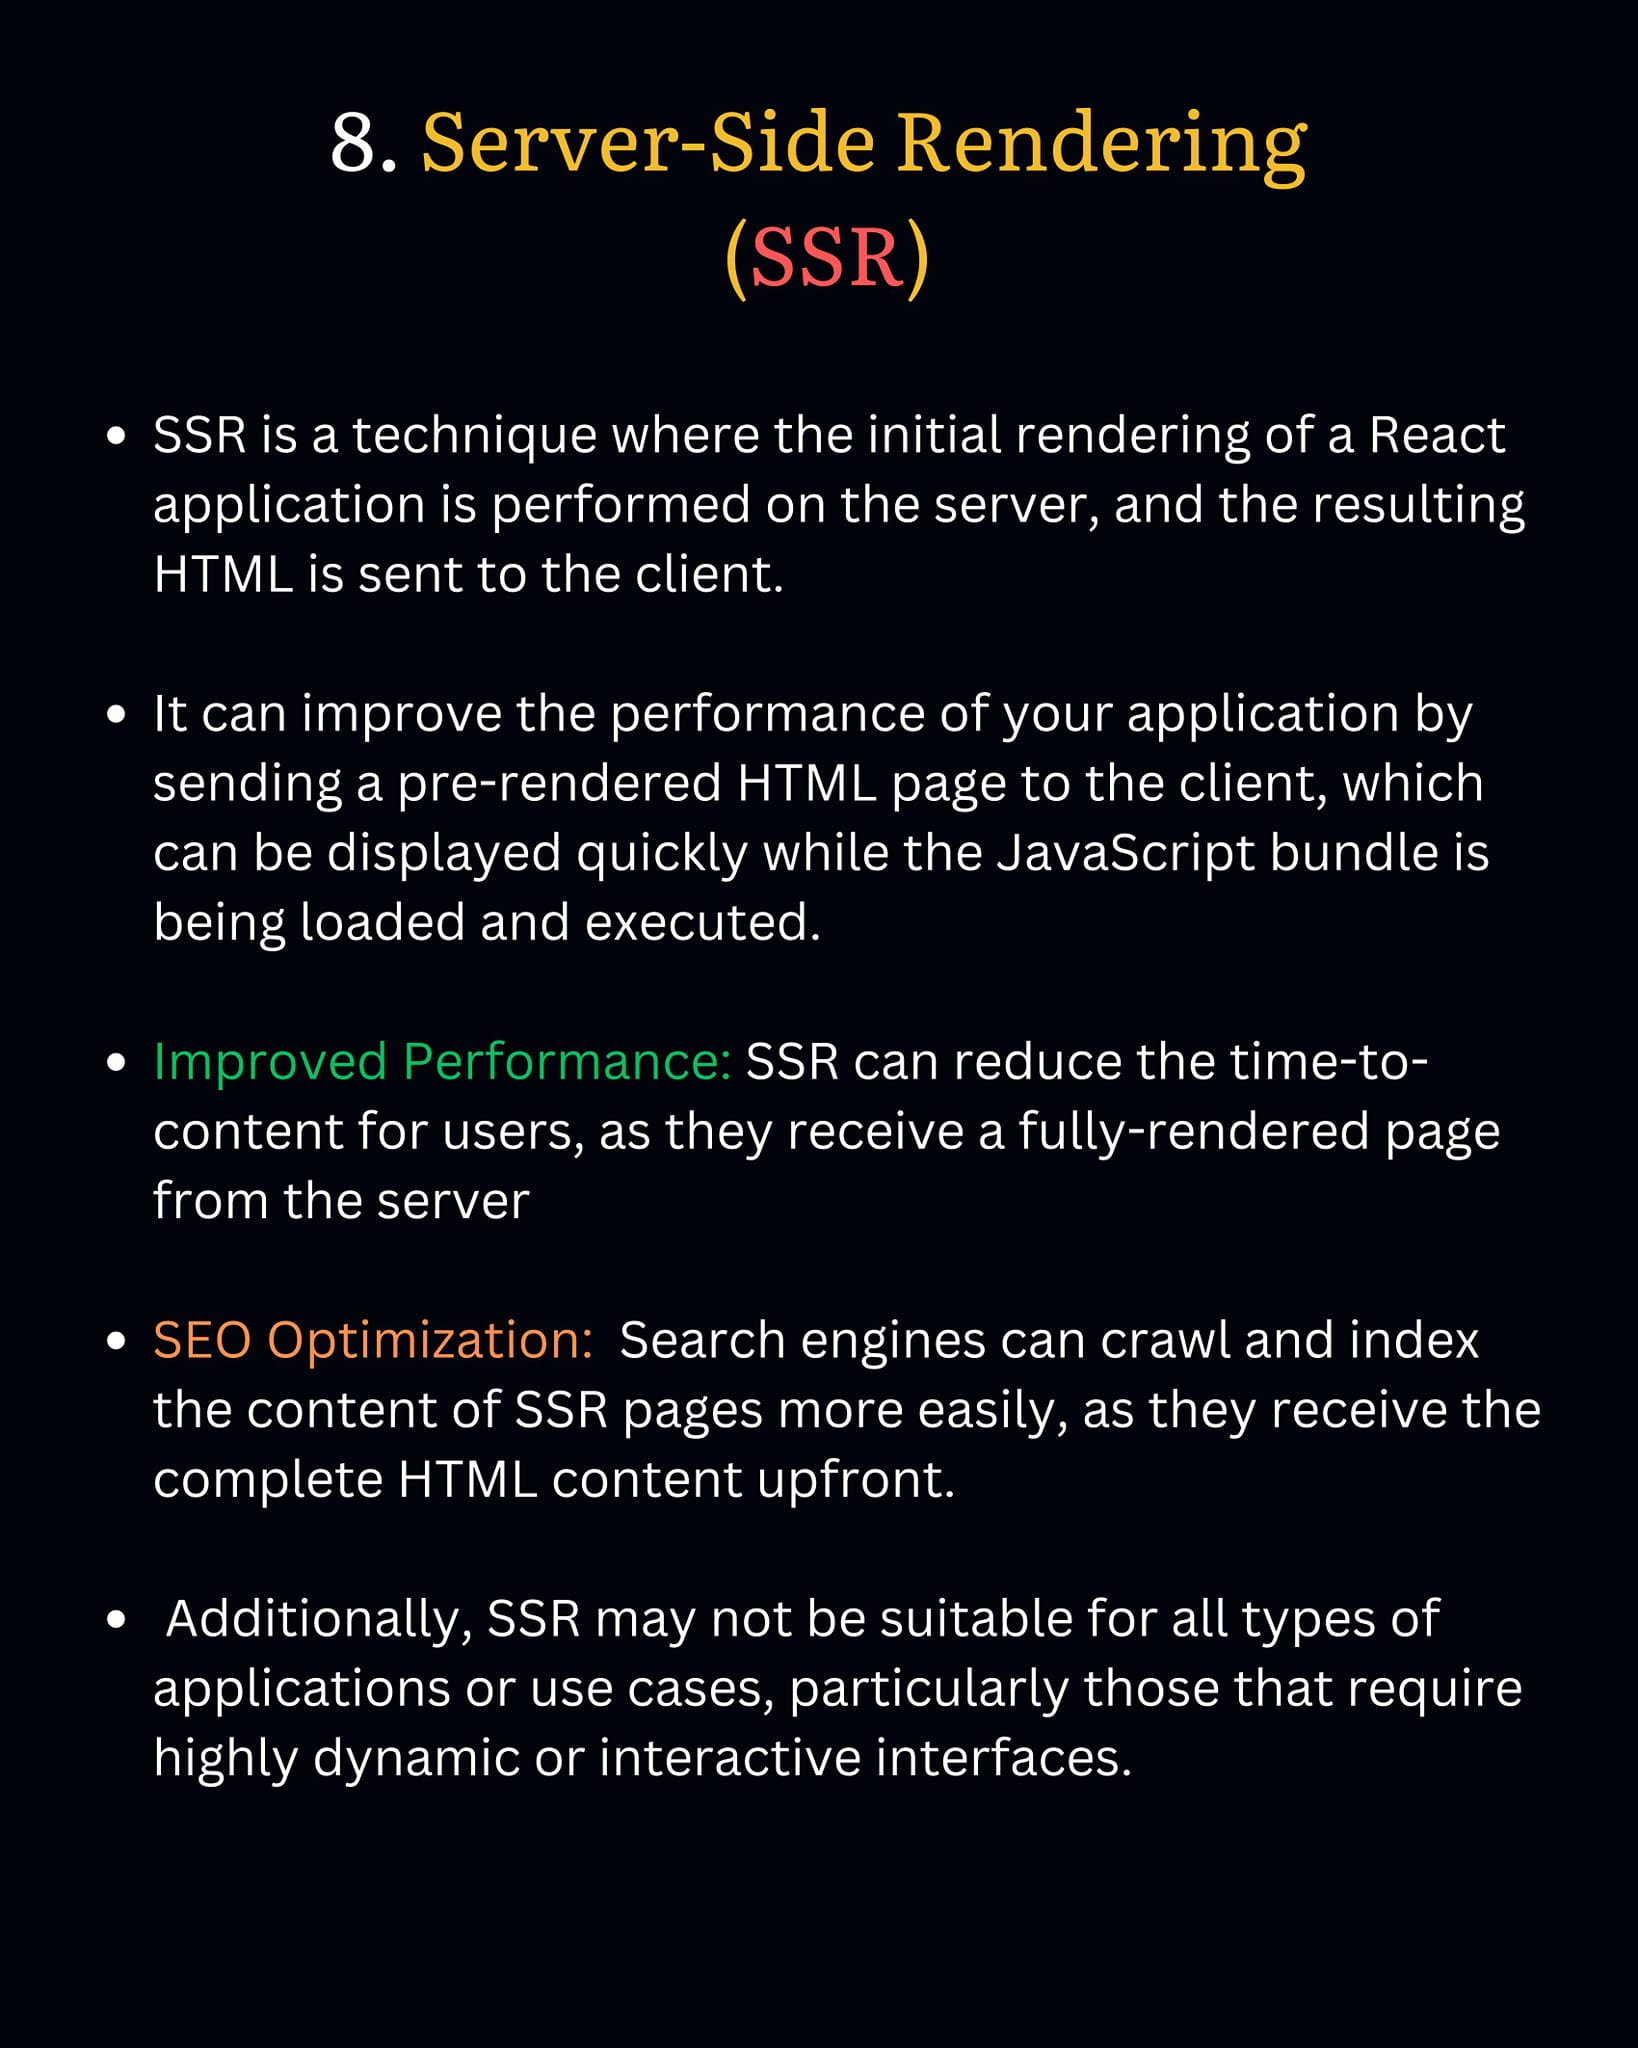 8. Server-Side Rendering
(SSR)
• SSR is a technique where the initial rendering of a React
application is performed on the server, and the resulting
HTML is sent to the client.
• It can improve the performance of your application by
sending a pre-rendered HTML page to the client, which
can be displayed quickly while the JavaScript bundle is
being loaded and executed.
• Improved Performance: SSR can reduce the time-to-
content for users, as they receive a fully-rendered page
from the server
• SEO Optimization:  Search engines can crawl and index
the content of SSR pages more easily, as they receive the
complete HTML content upfront.
•  Additionally, SSR may not be suitable for all types of
applications or use cases, particularly those that require
highly dynamic or interactive interfaces.